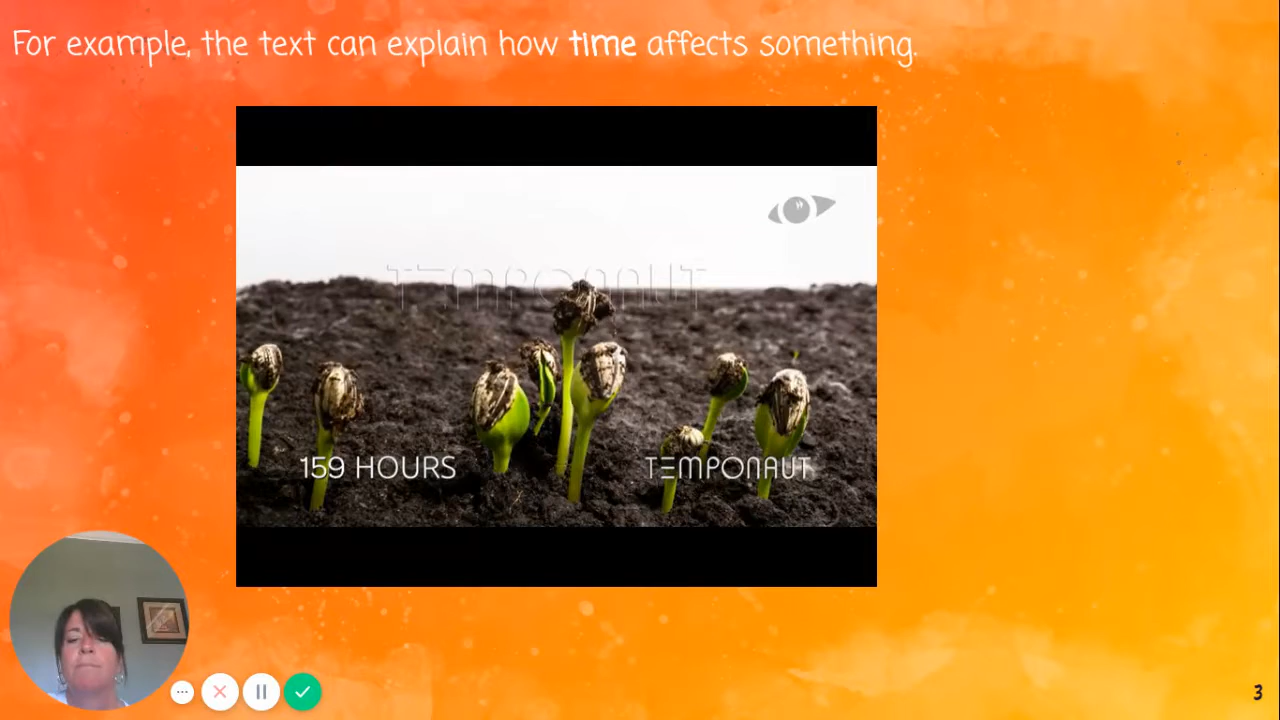 For example, the text can explain how time affects something.
TEMPONAUT
159 HOURS
TEMPONAUT
3